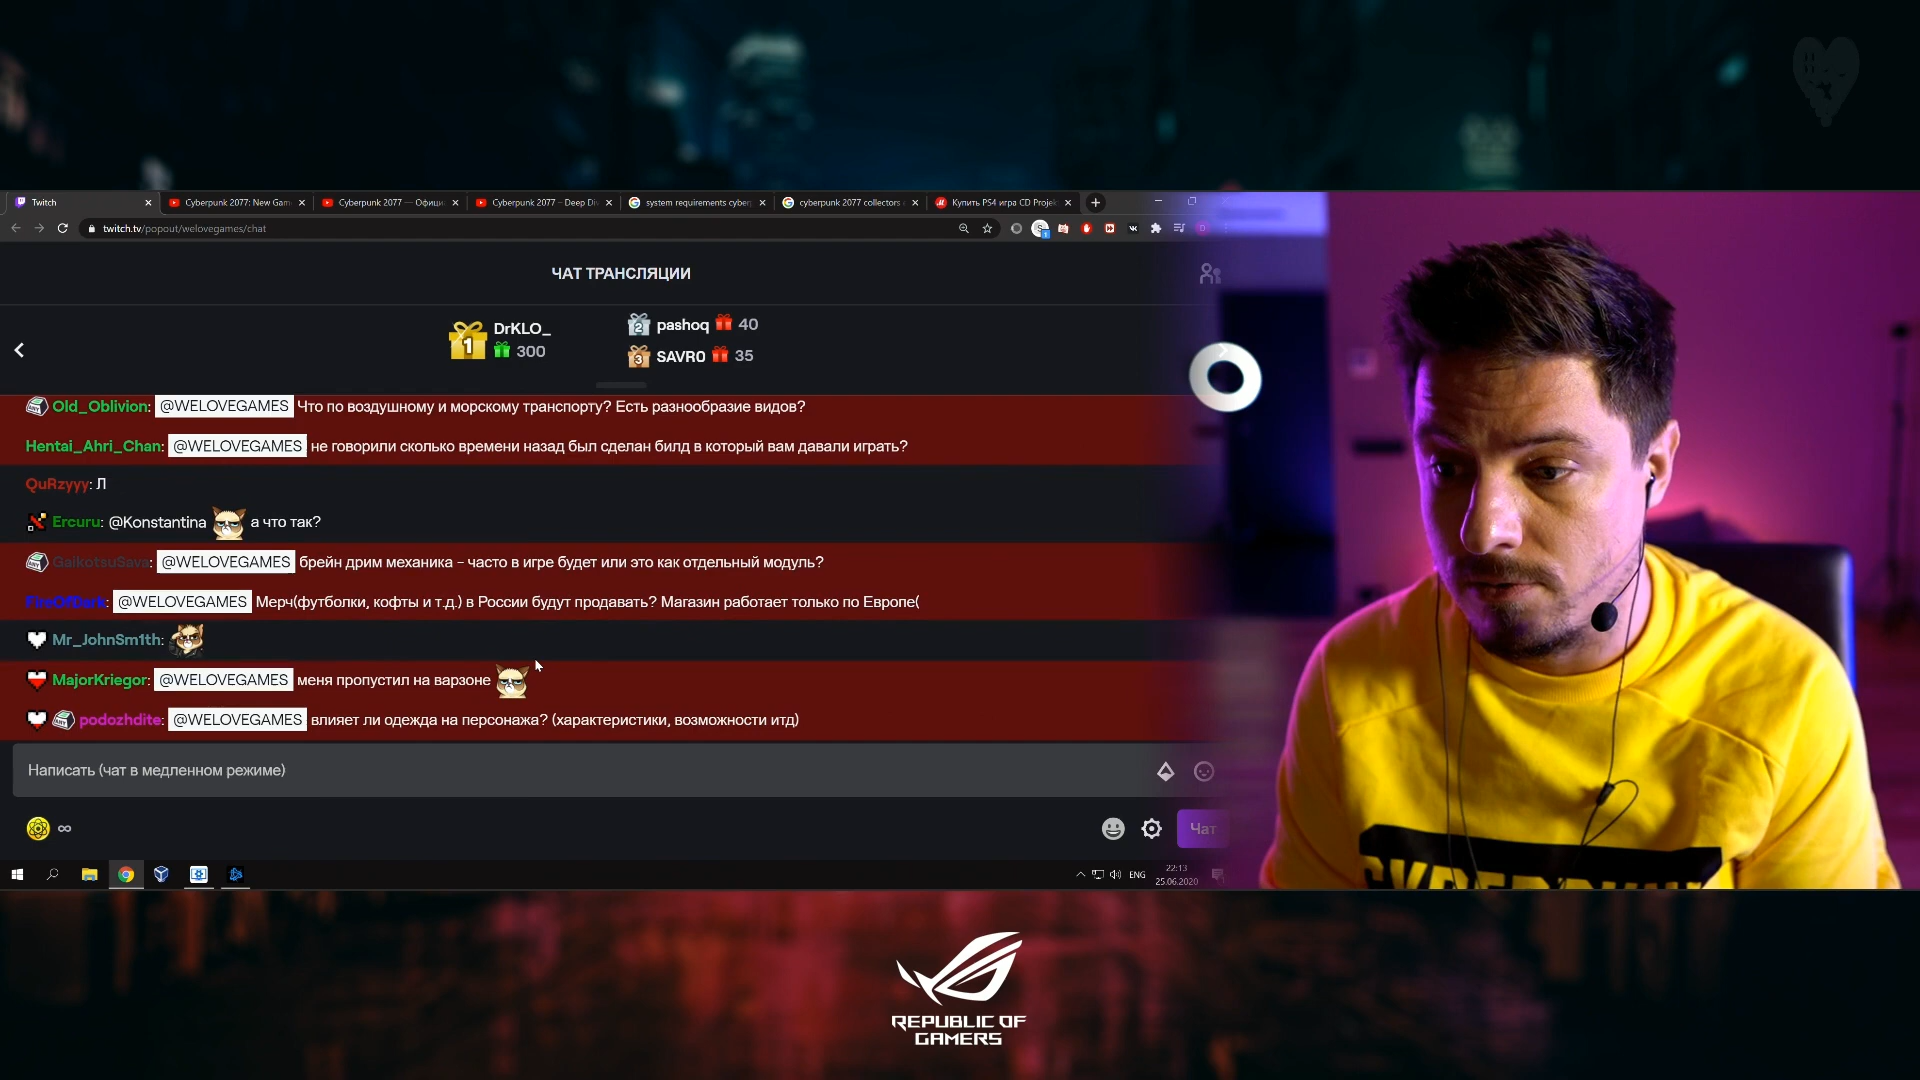 Twitch
Cyberpunk 2077: New Gam
Cyberpunk 2077 — Офици
Cyberpunk 2077 – Deep Di
system requirements cyber
cyberpunk 2077 collectors
Купить PS4 игра CD Projek
twitch.tv/popout/welovegames/chat
ЧАТ ТРАНСЛЯЦИИ
1 DrKLO_ 300
2 pashoq 40
3 SAVR0 35
Old_Oblivion: @WELOVEGAMES Что по воздушному и морскому транспорту? Есть разнообразие видов?
Hentai_Ahri_Chan: @WELOVEGAMES не говорили сколько времени назад был сделан билд в который вам давали играть?
QuRzyyy: Л
Ercuru: @Konstantina а что так?
GaikotsuSava: @WELOVEGAMES брейн дрим механика - часто в игре будет или это как отдельный модуль?
FireOfDark: @WELOVEGAMES Мерч(футболки, кофты и т.д.) в России будут продавать? Магазин работает только по Европе(
Mr_JohnSm1th:
MajorKriegor: @WELOVEGAMES меня пропустил на варзоне
podozhdite: @WELOVEGAMES влияет ли одежда на персонажа? (характеристики, возможности итд)
Написать (чат в медленном режиме)
∞
Чат
ENG
22:13
25.06.2020
REPUBLIC OF
GAMERS